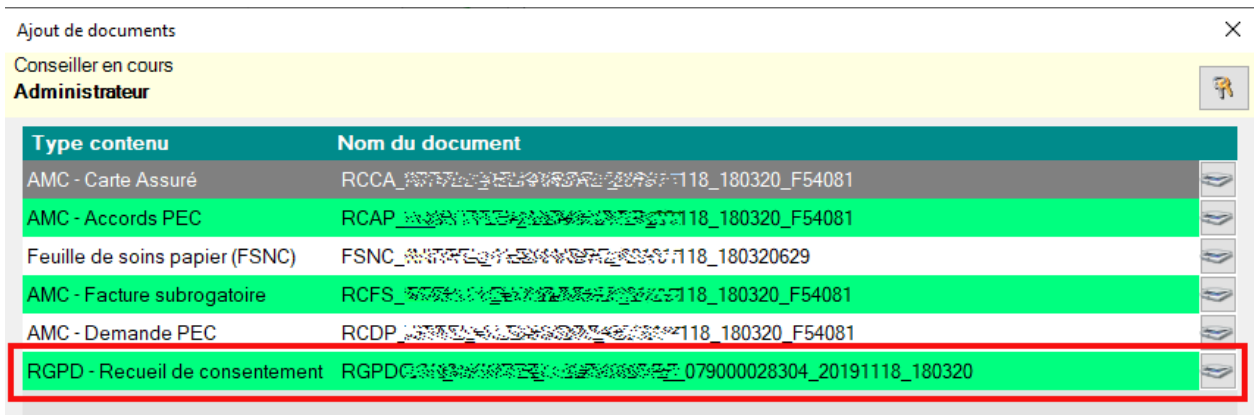 Ajout de documents
Conseiller en cours
Administrateur
Type contenu Nom du document
AMC - Carte Assuré RCCA_ 118_180320_F54081
AMC - Accords PEC RCAP_ 118_180320_F54081
Feuille de soins papier (FSNC) FSNC_ 118_180320629
AMC - Facture subrogatoire RCFS_ 118_180320_F54081
AMC - Demande PEC RCDP_ 118_180320_F54081
RGPD - Recueil de consentement RGPD _079000028304_20191118_180320